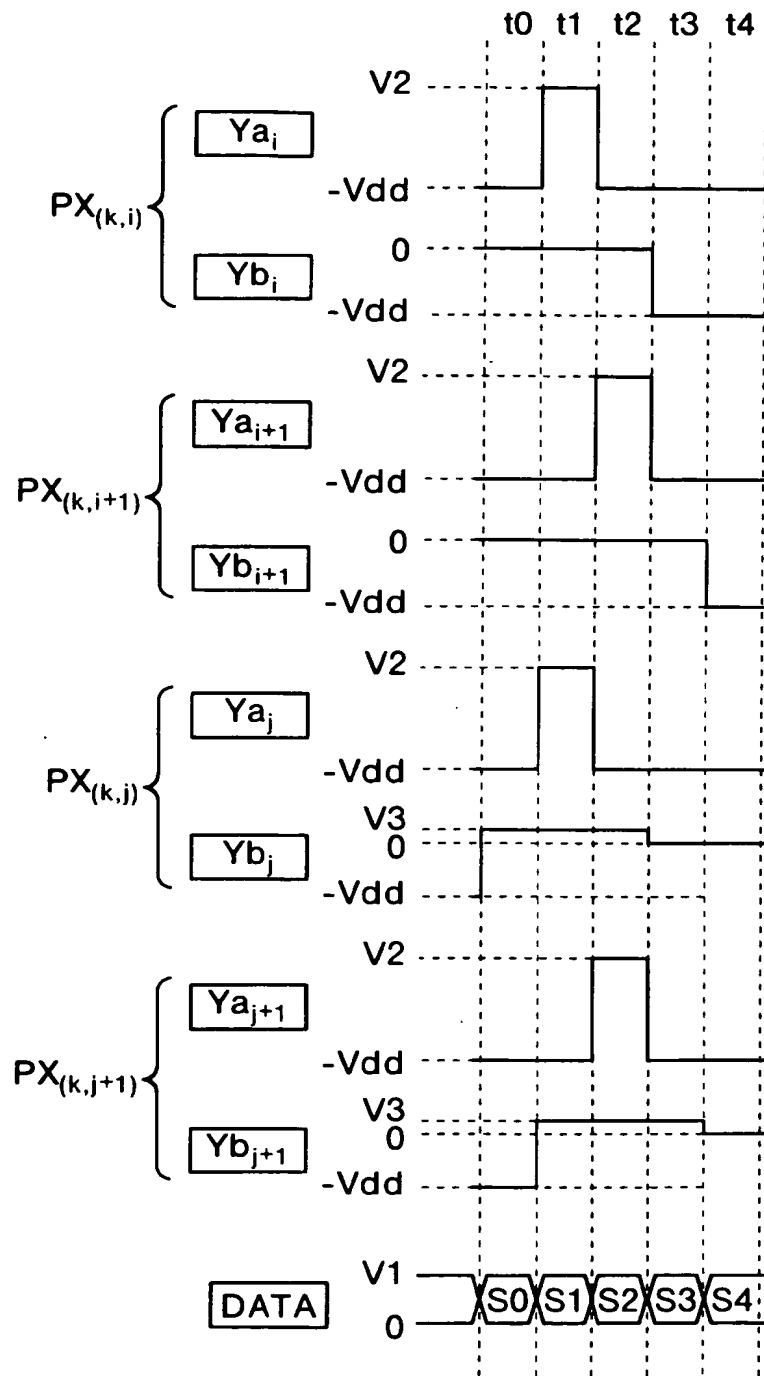 t0 t1 t2 t3 t4
V2
Yaᵢ
-Vdd
PX₍ₖ,ᵢ₎
0
Ybᵢ
-Vdd
V2
Yaᵢ₊₁
-Vdd
PX₍ₖ,ᵢ₊₁₎
0
Ybᵢ₊₁
-Vdd
V2
Yaⱼ
-Vdd
PX₍ₖ,ⱼ₎
V3
0
Ybⱼ
-Vdd
V2
Yaⱼ₊₁
-Vdd
PX₍ₖ,ⱼ₊₁₎
V3
0
Ybⱼ₊₁
-Vdd
V1
DATA S0 S1 S2 S3 S4
0